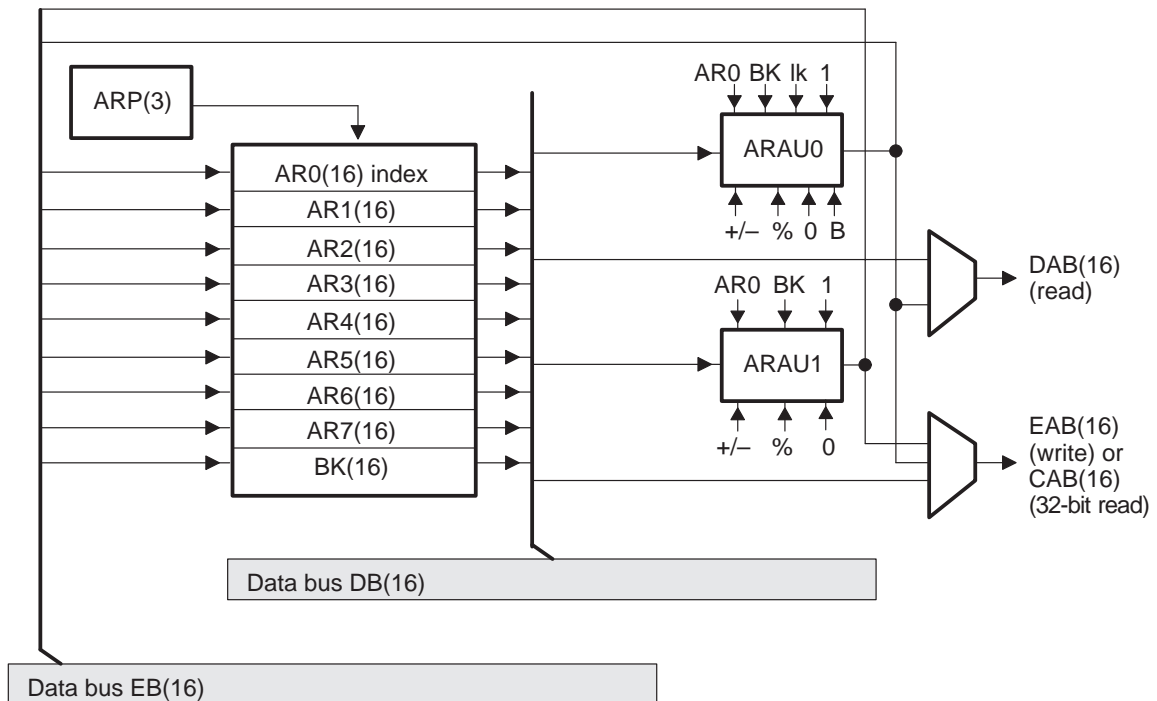 ARP(3)
AR0(16) index
AR1(16)
AR2(16)
AR3(16)
AR4(16)
AR5(16)
AR6(16)
AR7(16)
BK(16)
AR0 BK lk 1
ARAU0
+/– % 0 B
AR0 BK 1
ARAU1
+/– % 0
DAB(16)
(read)
EAB(16)
(write) or
CAB(16)
(32-bit read)
Data bus DB(16)
Data bus EB(16)